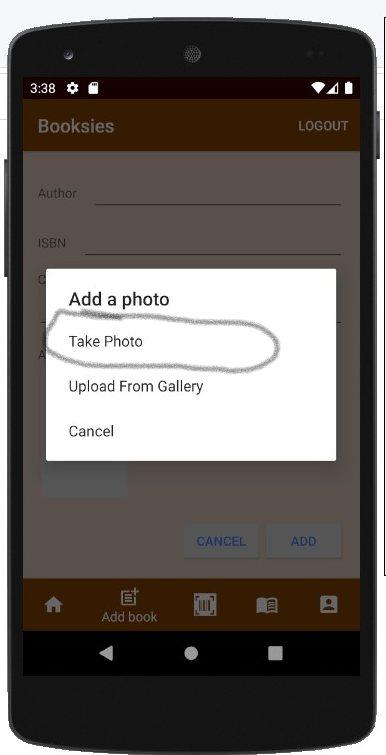 3:38
Booksies LOGOUT
Author
ISBN
Add a photo
Take Photo
Upload From Gallery
Cancel
CANCEL ADD
Add book